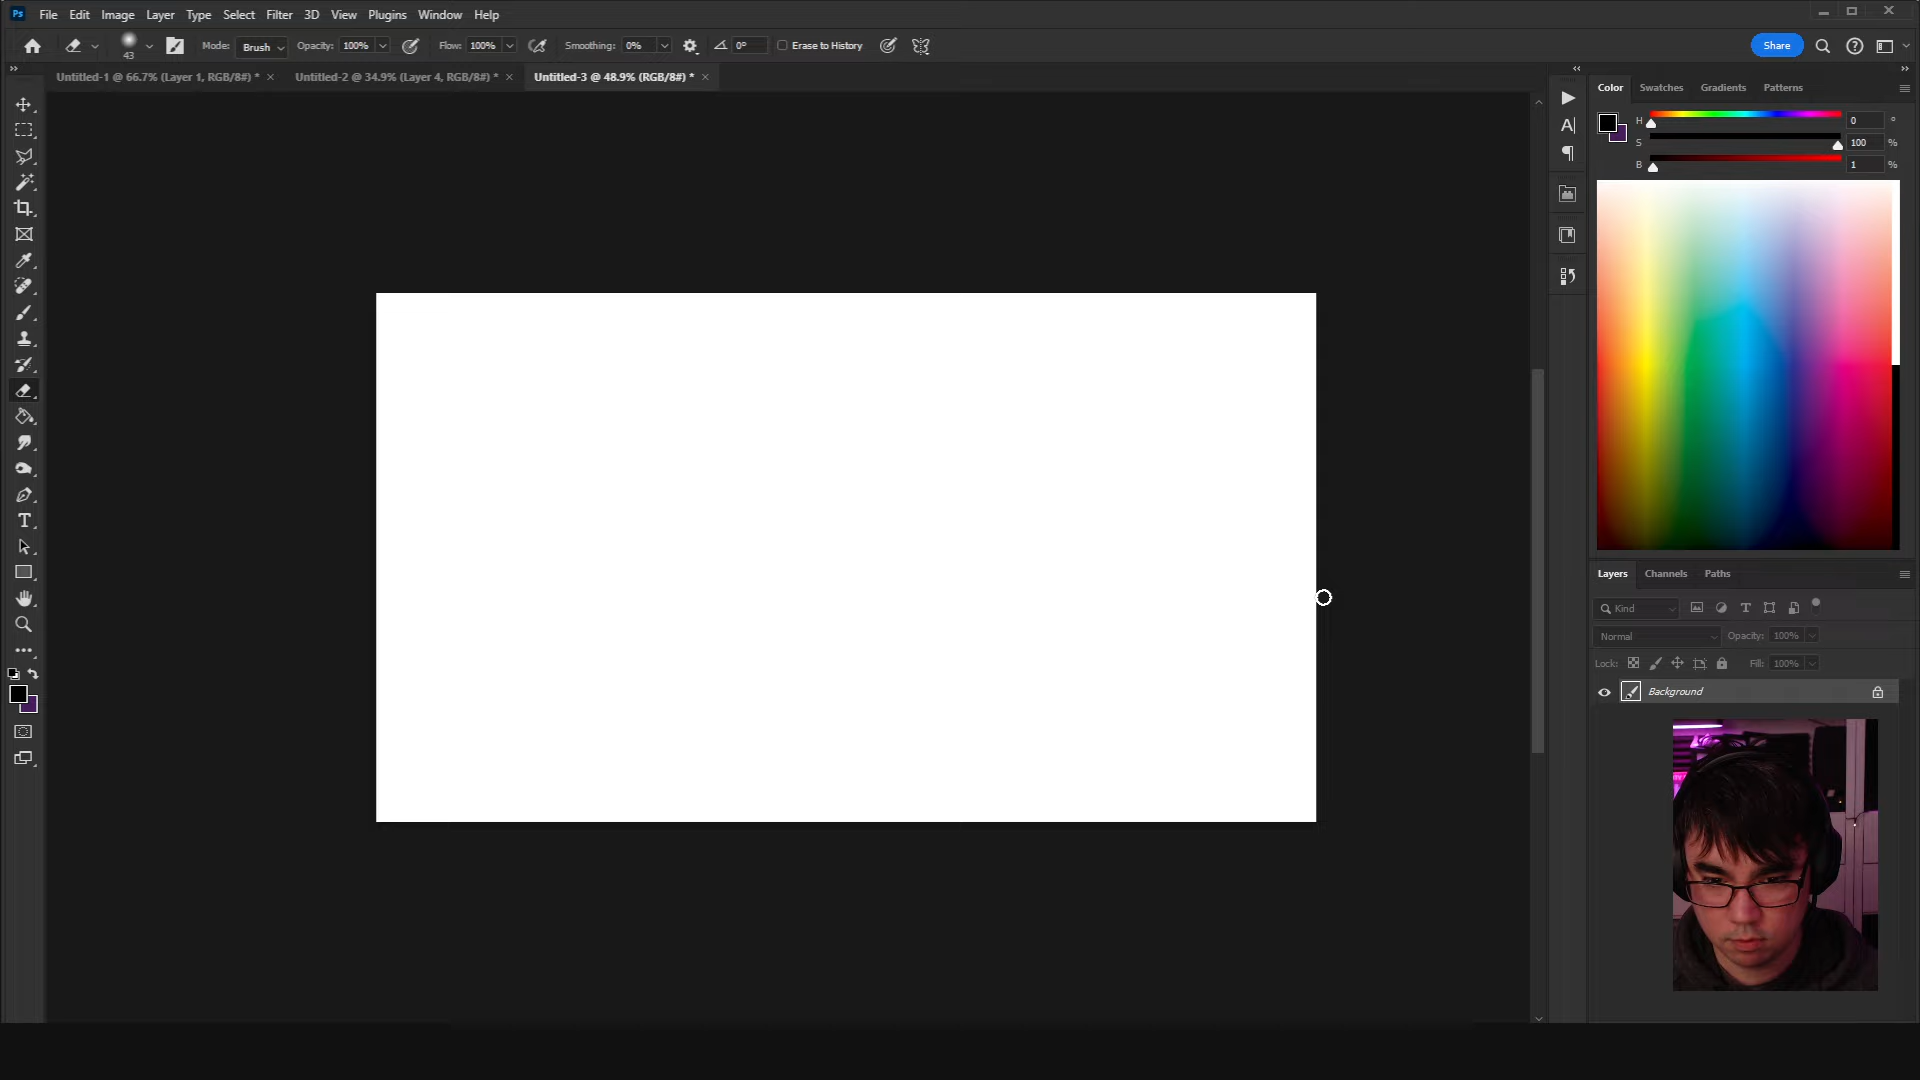 Ps File Edit Image Layer Type Select Filter 3D View Plugins Window Help
43 Mode: Brush Opacity: 100% Flow: 100% Smoothing: 0% 0° Erase to History Share
Untitled-1 @ 66.7% (Layer 1, RGB/8#) * Untitled-2 @ 34.9% (Layer 4, RGB/8#) * Untitled-3 @ 48.9% (RGB/8#) *
Color Swatches Gradients Patterns
H 0 °
S 100 %
B 1 %
Layers Channels Paths
Kind
Normal Opacity: 100%
Lock: Fill: 100%
Background